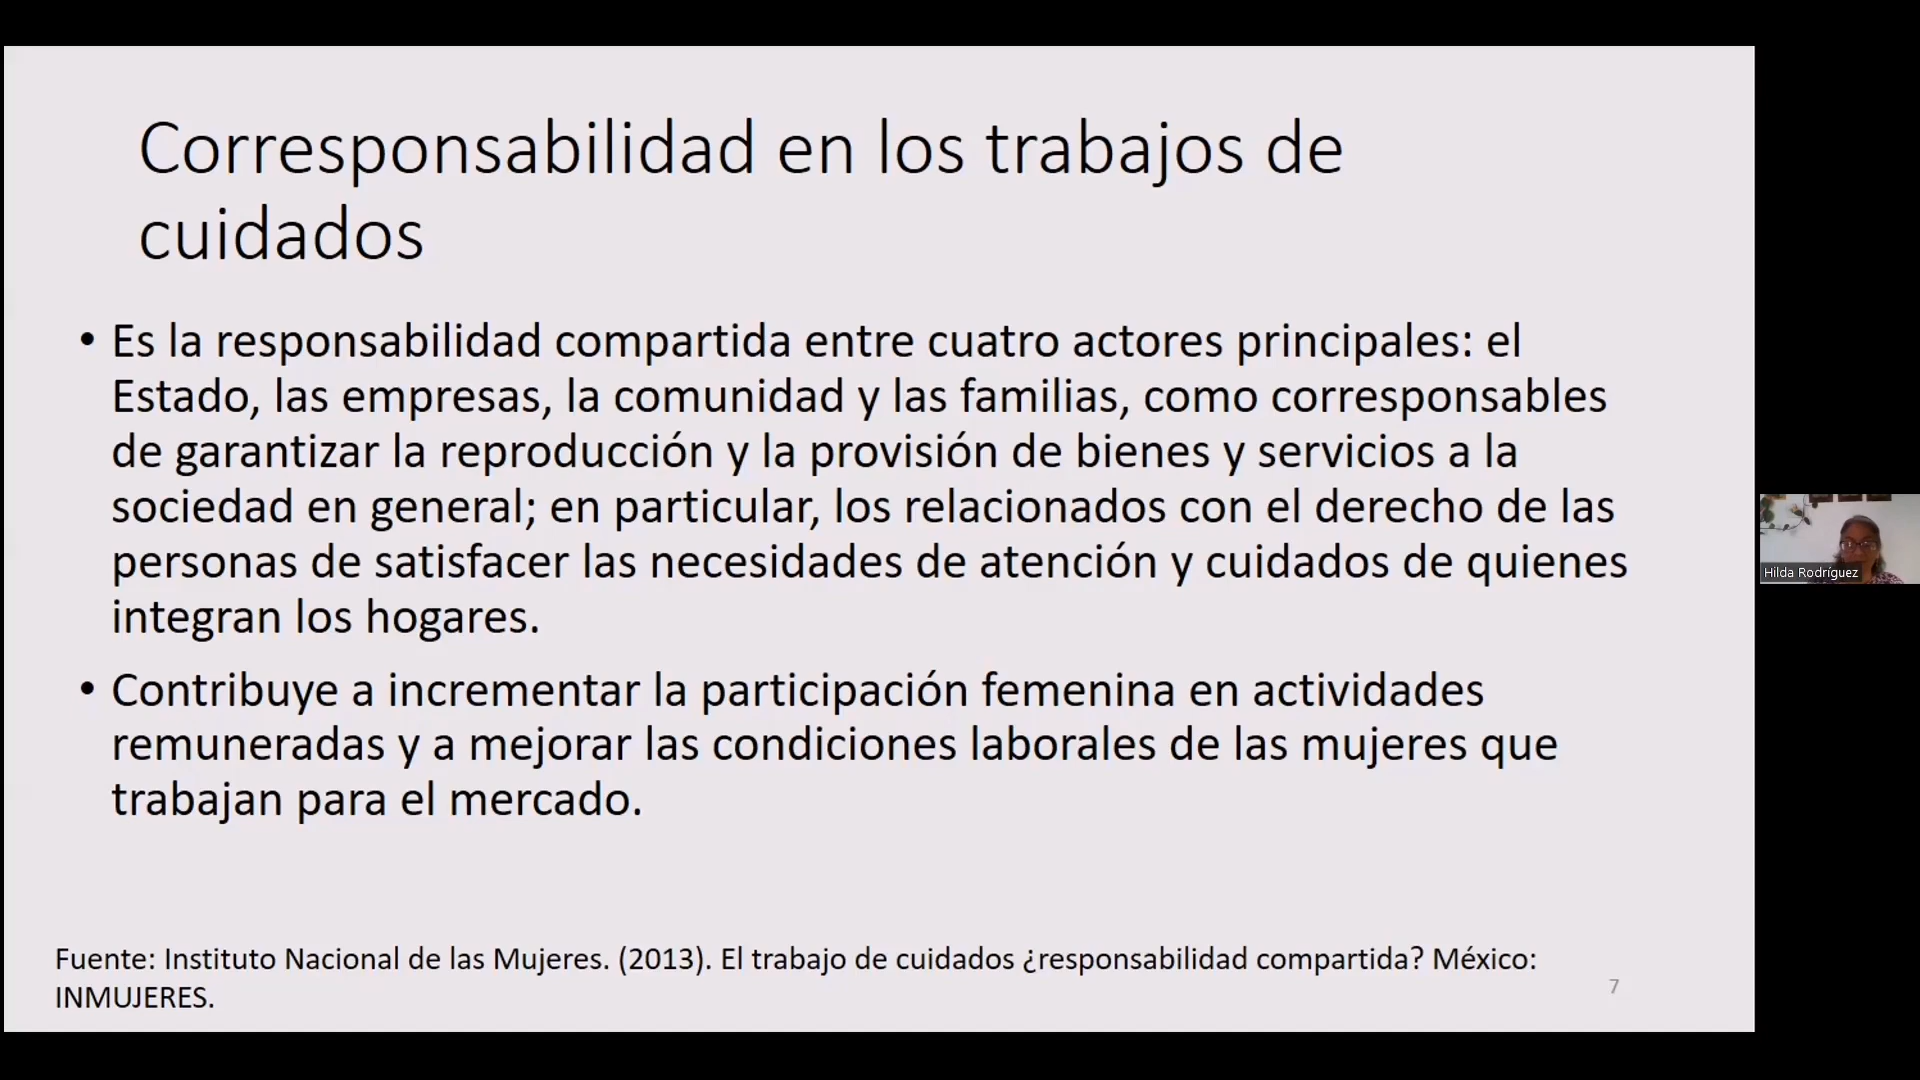 Corresponsabilidad en los trabajos de
cuidados
• Es la responsabilidad compartida entre cuatro actores principales: el
Estado, las empresas, la comunidad y las familias, como corresponsables
de garantizar la reproducción y la provisión de bienes y servicios a la
sociedad en general; en particular, los relacionados con el derecho de las
personas de satisfacer las necesidades de atención y cuidados de quienes
integran los hogares.
• Contribuye a incrementar la participación femenina en actividades
remuneradas y a mejorar las condiciones laborales de las mujeres que
trabajan para el mercado.
Fuente: Instituto Nacional de las Mujeres. (2013). El trabajo de cuidados ¿responsabilidad compartida? México:
INMUJERES.
7
Hilda Rodríguez